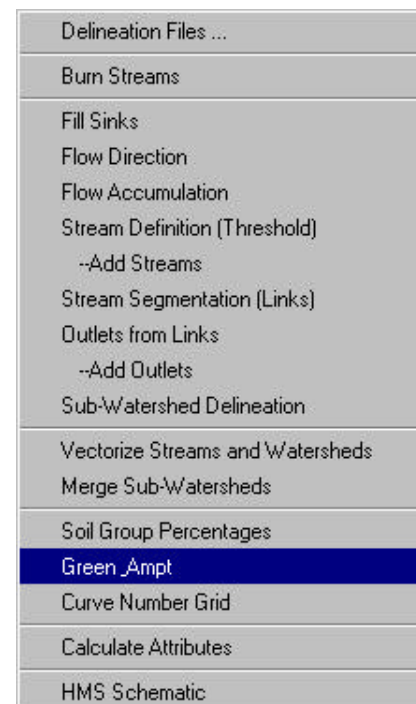 Delineation Files ...
Burn Streams
Fill Sinks
Flow Direction
Flow Accumulation
Stream Definition (Threshold)
--Add Streams
Stream Segmentation (Links)
Outlets from Links
--Add Outlets
Sub-Watershed Delineation
Vectorize Streams and Watersheds
Merge Sub-Watersheds
Soil Group Percentages
Green_Ampt
Curve Number Grid
Calculate Attributes
HMS Schematic